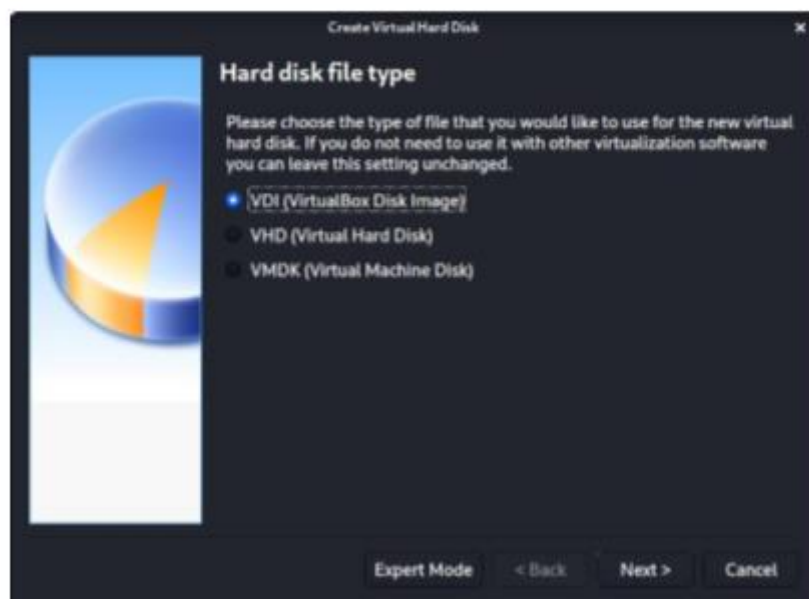 Create Virtual Hard Disk
Hard disk file type
Please choose the type of file that you would like to use for the new virtual
hard disk. If you do not need to use it with other virtualization software
you can leave this setting unchanged.
VDI (VirtualBox Disk Image)
VHD (Virtual Hard Disk)
VMDK (Virtual Machine Disk)
Expert Mode < Back Next > Cancel